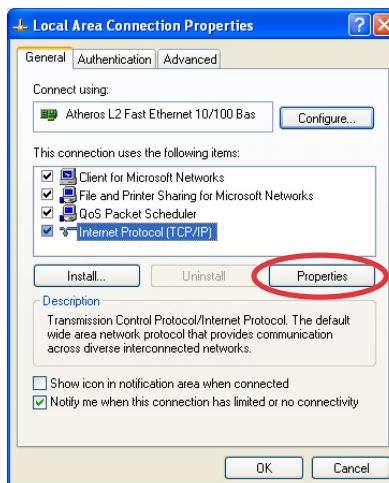 Local Area Connection Properties
General Authentication Advanced
Connect using:
Atheros L2 Fast Ethernet 10/100 Bas Configure...
This connection uses the following items:
Client for Microsoft Networks
File and Printer Sharing for Microsoft Networks
QoS Packet Scheduler
Internet Protocol (TCP/IP)
Install... Uninstall Properties
Description
Transmission Control Protocol/Internet Protocol. The default
wide area network protocol that provides communication
across diverse interconnected networks.
Show icon in notification area when connected
Notify me when this connection has limited or no connectivity
OK Cancel